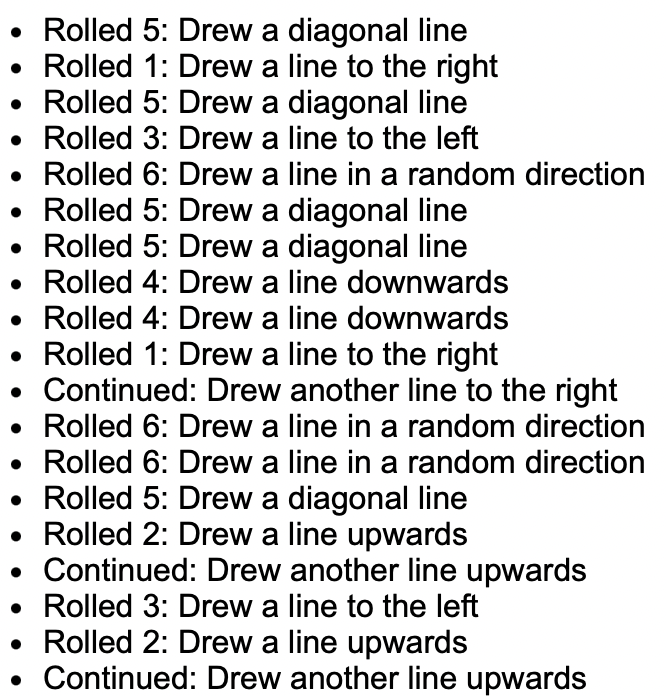 • Rolled 5: Drew a diagonal line
• Rolled 1: Drew a line to the right
• Rolled 5: Drew a diagonal line
• Rolled 3: Drew a line to the left
• Rolled 6: Drew a line in a random direction
• Rolled 5: Drew a diagonal line
• Rolled 5: Drew a diagonal line
• Rolled 4: Drew a line downwards
• Rolled 4: Drew a line downwards
• Rolled 1: Drew a line to the right
• Continued: Drew another line to the right
• Rolled 6: Drew a line in a random direction
• Rolled 6: Drew a line in a random direction
• Rolled 5: Drew a diagonal line
• Rolled 2: Drew a line upwards
• Continued: Drew another line upwards
• Rolled 3: Drew a line to the left
• Rolled 2: Drew a line upwards
• Continued: Drew another line upwards